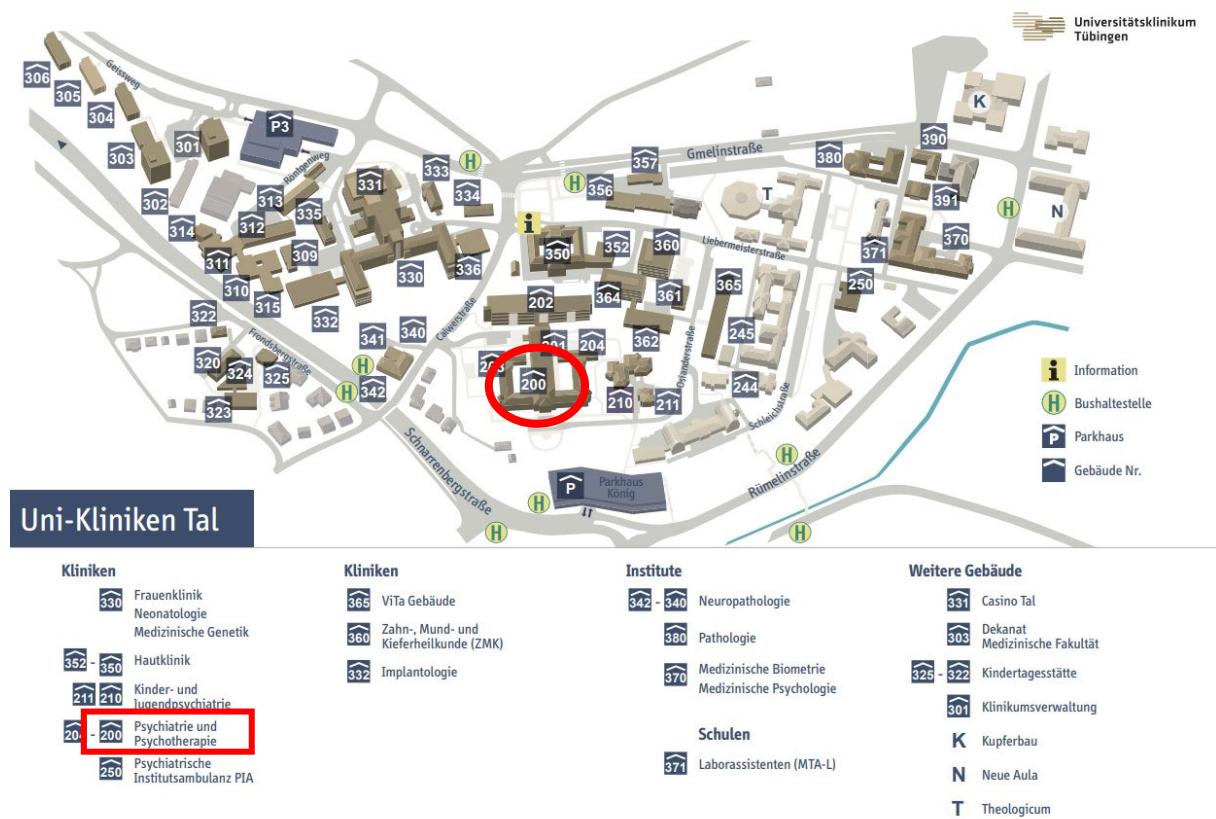 Universitätsklinikum
Tübingen
306
305
304
303
302
301
P3
Geissweg
Röntgenweg
313
312
335
331
333
334
H
H
i
314
311
310
309
315
332
330
336
322
320
324
325
323
341
340
342
H
H
Frondsbergstraße
Calwerstraße
357
356
Gmelinstraße
380
390
K
391
T
H
N
350
352
360
Liebermeisterstraße
371
370
250
202
364
361
365
362
245
244
201
204
200
210
211
Oslanderstraße
Schleichstraße
Schnarrenbergstraße
P
Parkhaus
König
Rümelinstraße
H
H
H
H
i Information
H Bushaltestelle
P Parkhaus
Gebäude Nr.
Uni-Kliniken Tal
Kliniken
330 Frauenklinik
Neonatologie
Medizinische Genetik
352 - 350 Hautklinik
211 210 Kinder- und
Jugendpsychiatrie
204 - 200 Psychiatrie und
Psychotherapie
250 Psychiatrische
Institutsambulanz PIA
Kliniken
365 ViTa Gebäude
360 Zahn-, Mund- und
Kieferheilkunde (ZMK)
332 Implantologie
Institute
342 - 340 Neuropathologie
380 Pathologie
370 Medizinische Biometrie
Medizinische Psychologie
Schulen
371 Laborassistenten (MTA-L)
Weitere Gebäude
331 Casino Tal
303 Dekanat
Medizinische Fakultät
325 - 322 Kindertagesstätte
301 Klinikumsverwaltung
K Kupferbau
N Neue Aula
T Theologicum